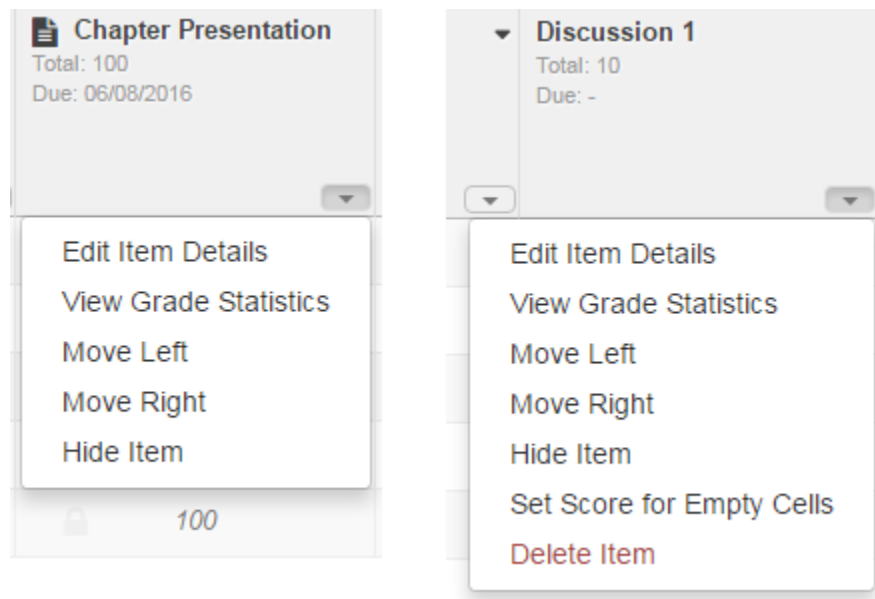 Chapter Presentation
Total: 100
Due: 06/08/2016
Edit Item Details
View Grade Statistics
Move Left
Move Right
Hide Item
100
Discussion 1
Total: 10
Due: -
Edit Item Details
View Grade Statistics
Move Left
Move Right
Hide Item
Set Score for Empty Cells
Delete Item